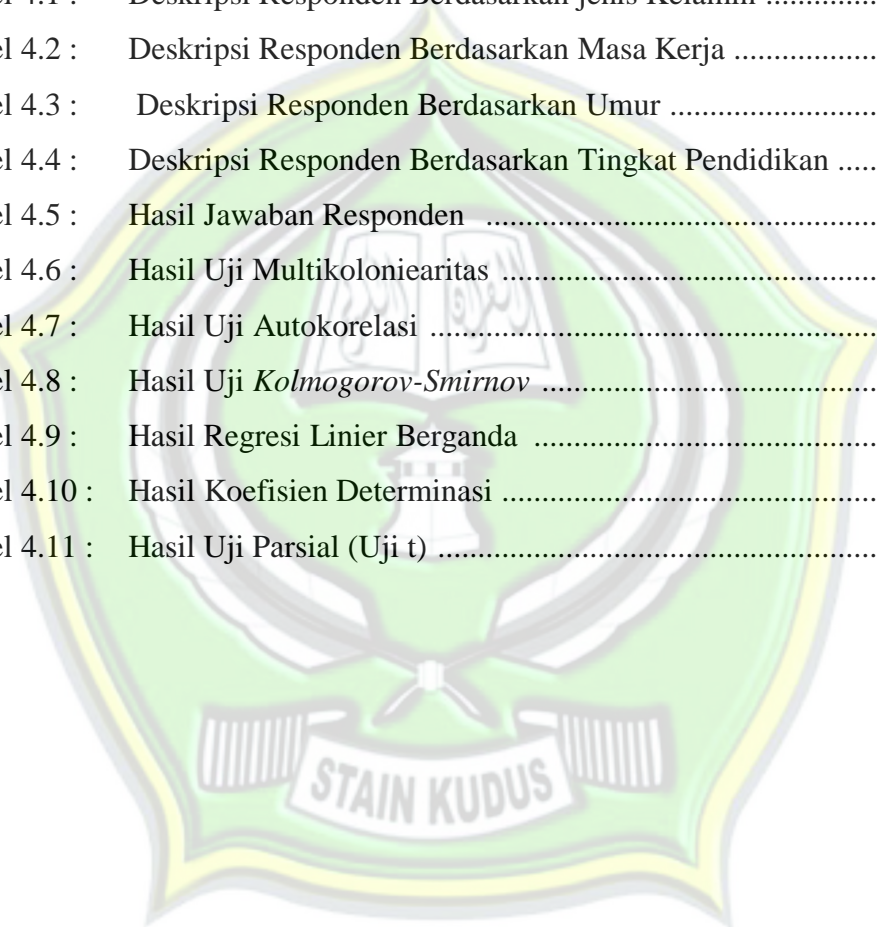 el 4.1 : Deskripsi Responden Berdasarkan jenis Kelamin ..............
el 4.2 : Deskripsi Responden Berdasarkan Masa Kerja ..................
el 4.3 : Deskripsi Responden Berdasarkan Umur ..........................
el 4.4 : Deskripsi Responden Berdasarkan Tingkat Pendidikan .....
el 4.5 : Hasil Jawaban Responden ...................................................
el 4.6 : Hasil Uji Multikoloniearitas ................................................
el 4.7 : Hasil Uji Autokorelasi .........................................................
el 4.8 : Hasil Uji Kolmogorov-Smirnov ...........................................
el 4.9 : Hasil Regresi Linier Berganda ............................................
el 4.10 : Hasil Koefisien Determinasi ................................................
el 4.11 : Hasil Uji Parsial (Uji t) ........................................................
STAIN KUDUS